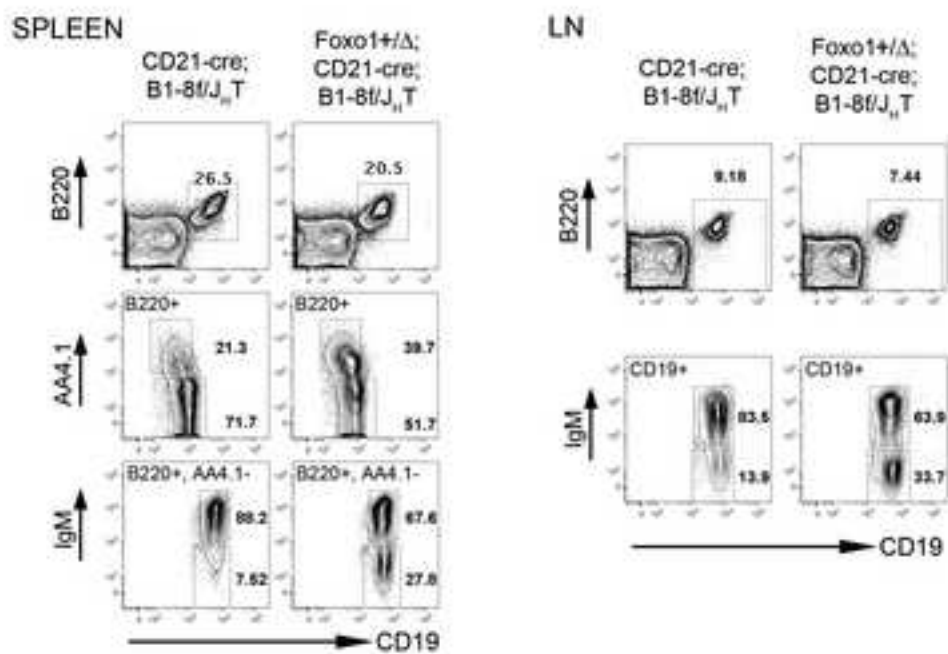 SPLEEN
CD21-cre;
B1-8f/JHT
Foxo1+/Δ;
CD21-cre;
B1-8f/JHT
B220
26.5
20.5
AA4.1
B220+
21.3
71.7
B220+
39.7
51.7
IgM
B220+, AA4.1-
88.2
7.52
B220+, AA4.1-
67.6
27.8
CD19
LN
CD21-cre;
B1-8f/JHT
Foxo1+/Δ;
CD21-cre;
B1-8f/JHT
B220
9.18
7.44
IgM
CD19+
83.5
13.9
CD19+
63.9
33.7
CD19